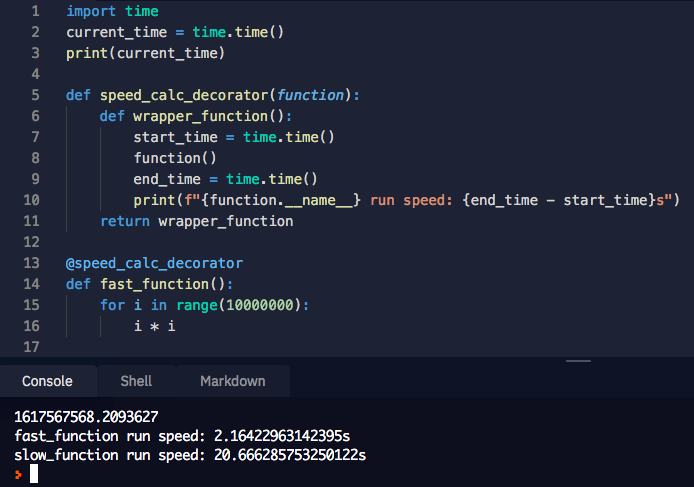 1 import time
2 current_time = time.time()
3 print(current_time)
4
5 def speed_calc_decorator(function):
6     def wrapper_function():
7         start_time = time.time()
8         function()
9         end_time = time.time()
10         print(f"{function.__name__} run speed: {end_time - start_time}s")
11     return wrapper_function
12
13 @speed_calc_decorator
14 def fast_function():
15     for i in range(10000000):
16         i * i
17
Console Shell Markdown
1617567568.2093627
fast_function run speed: 2.16422963142395s
slow_function run speed: 20.666285753250122s
>